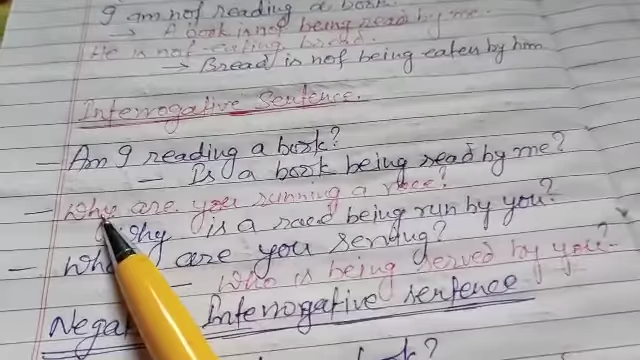 I am not reading a book.
→ A book is not being read by me.
He is not eating bread.
→ Bread is not being eaten by him
Interrogative Sentence.
- Am I reading a book?
- Is a book being read by me?
- Why are you running a race?
Why is a race being run by you?
- are you serving?
- Who is being served by you?
Interrogative sentence